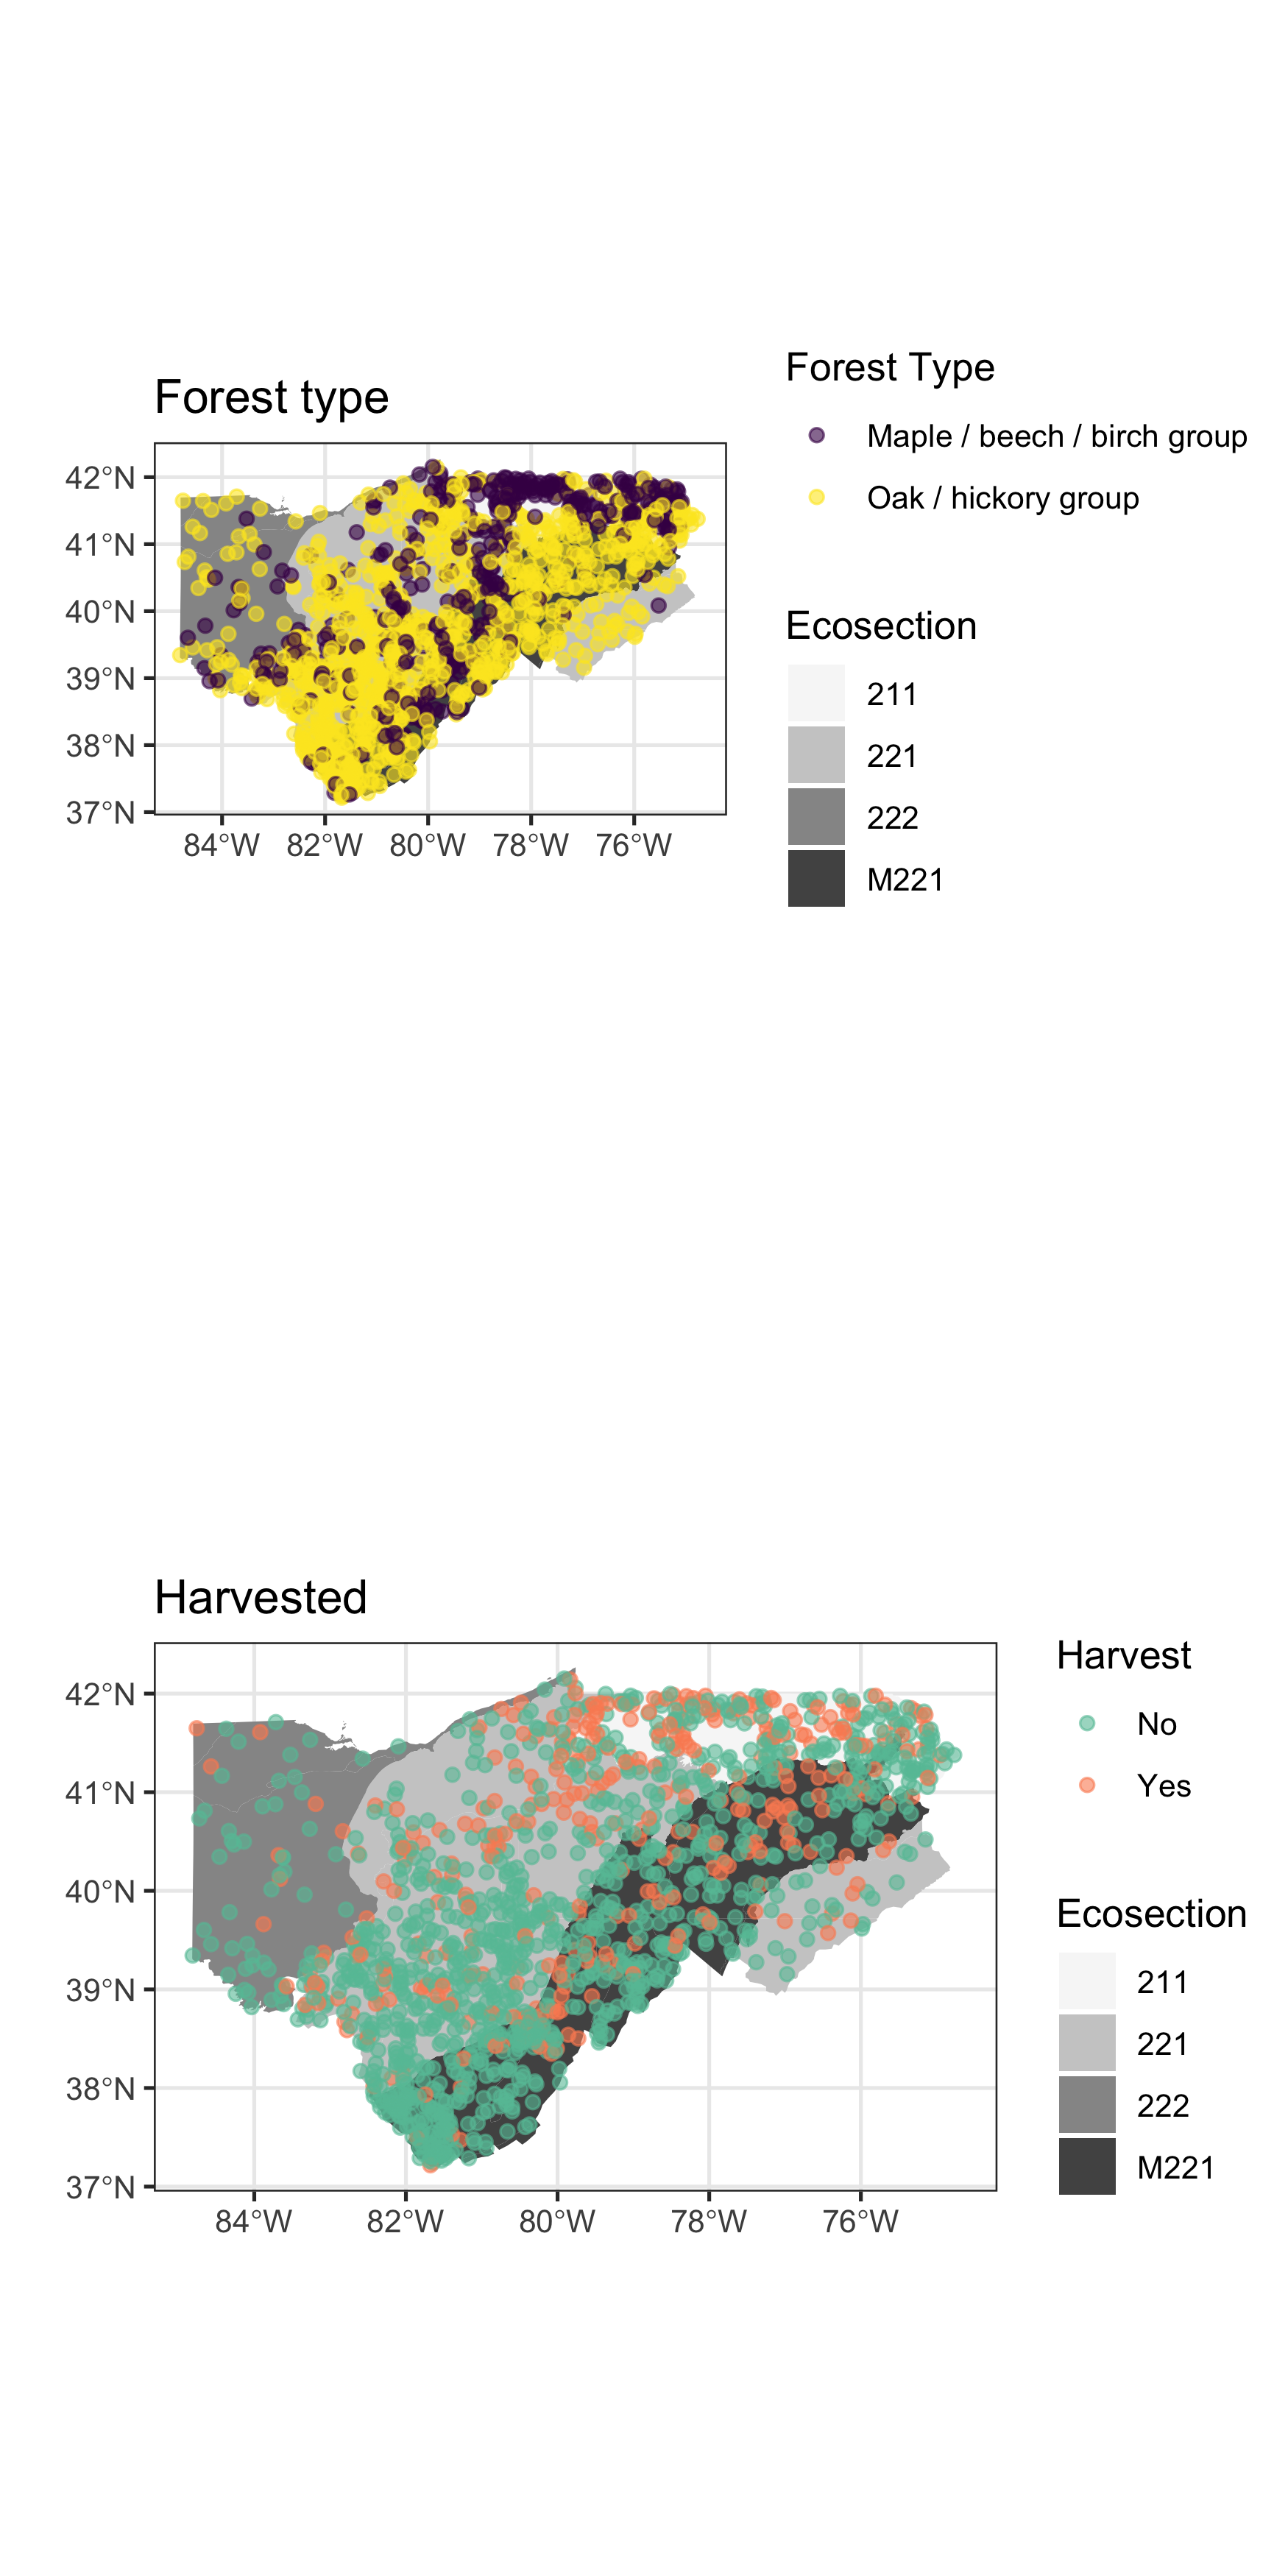 Forest type
42°N
41°N
40°N
39°N
38°N
37°N
84°W 82°W 80°W 78°W 76°W
Forest Type
Maple / beech / birch group
Oak / hickory group
Ecosection
211
221
222
M221
Harvested
42°N
41°N
40°N
39°N
38°N
37°N
84°W 82°W 80°W 78°W 76°W
Harvest
No
Yes
Ecosection
211
221
222
M221